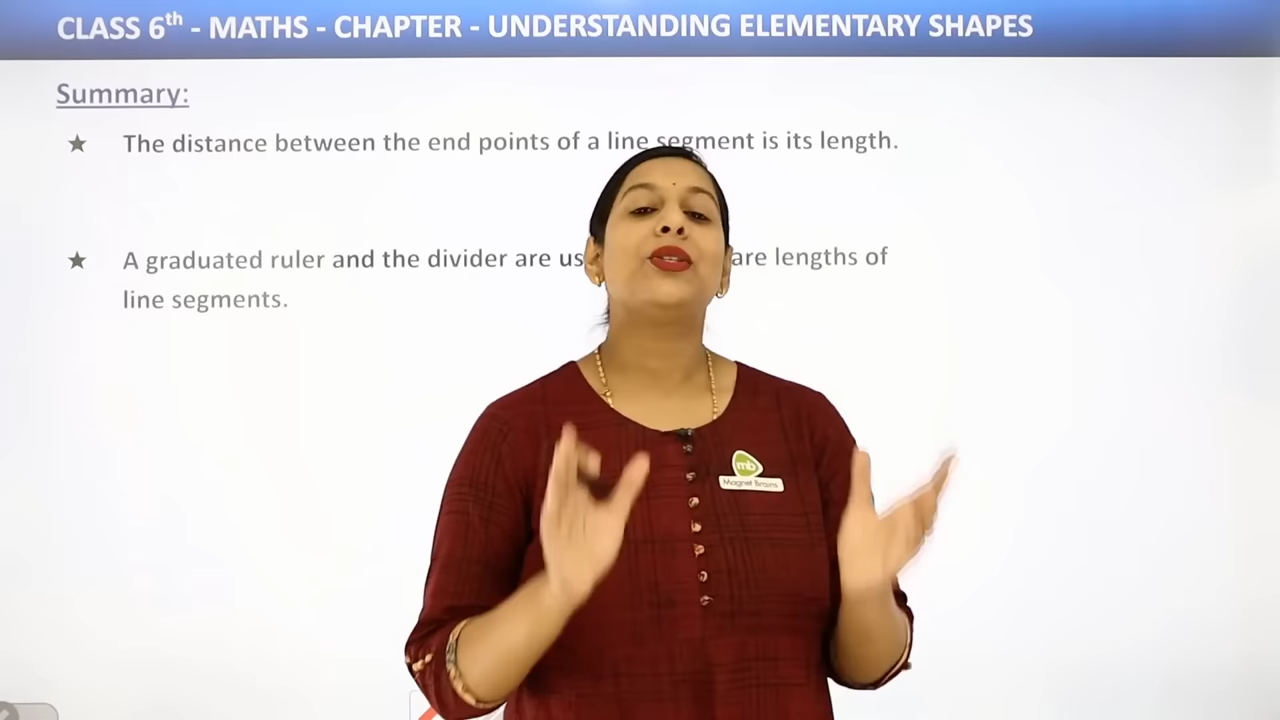 CLASS 6th - MATHS - CHAPTER - UNDERSTANDING ELEMENTARY SHAPES
Summary:
★ The distance between the end points of a line segment is its length.
★ A graduated ruler and the divider are us are lengths of
line segments.
mb
Magnet Brains